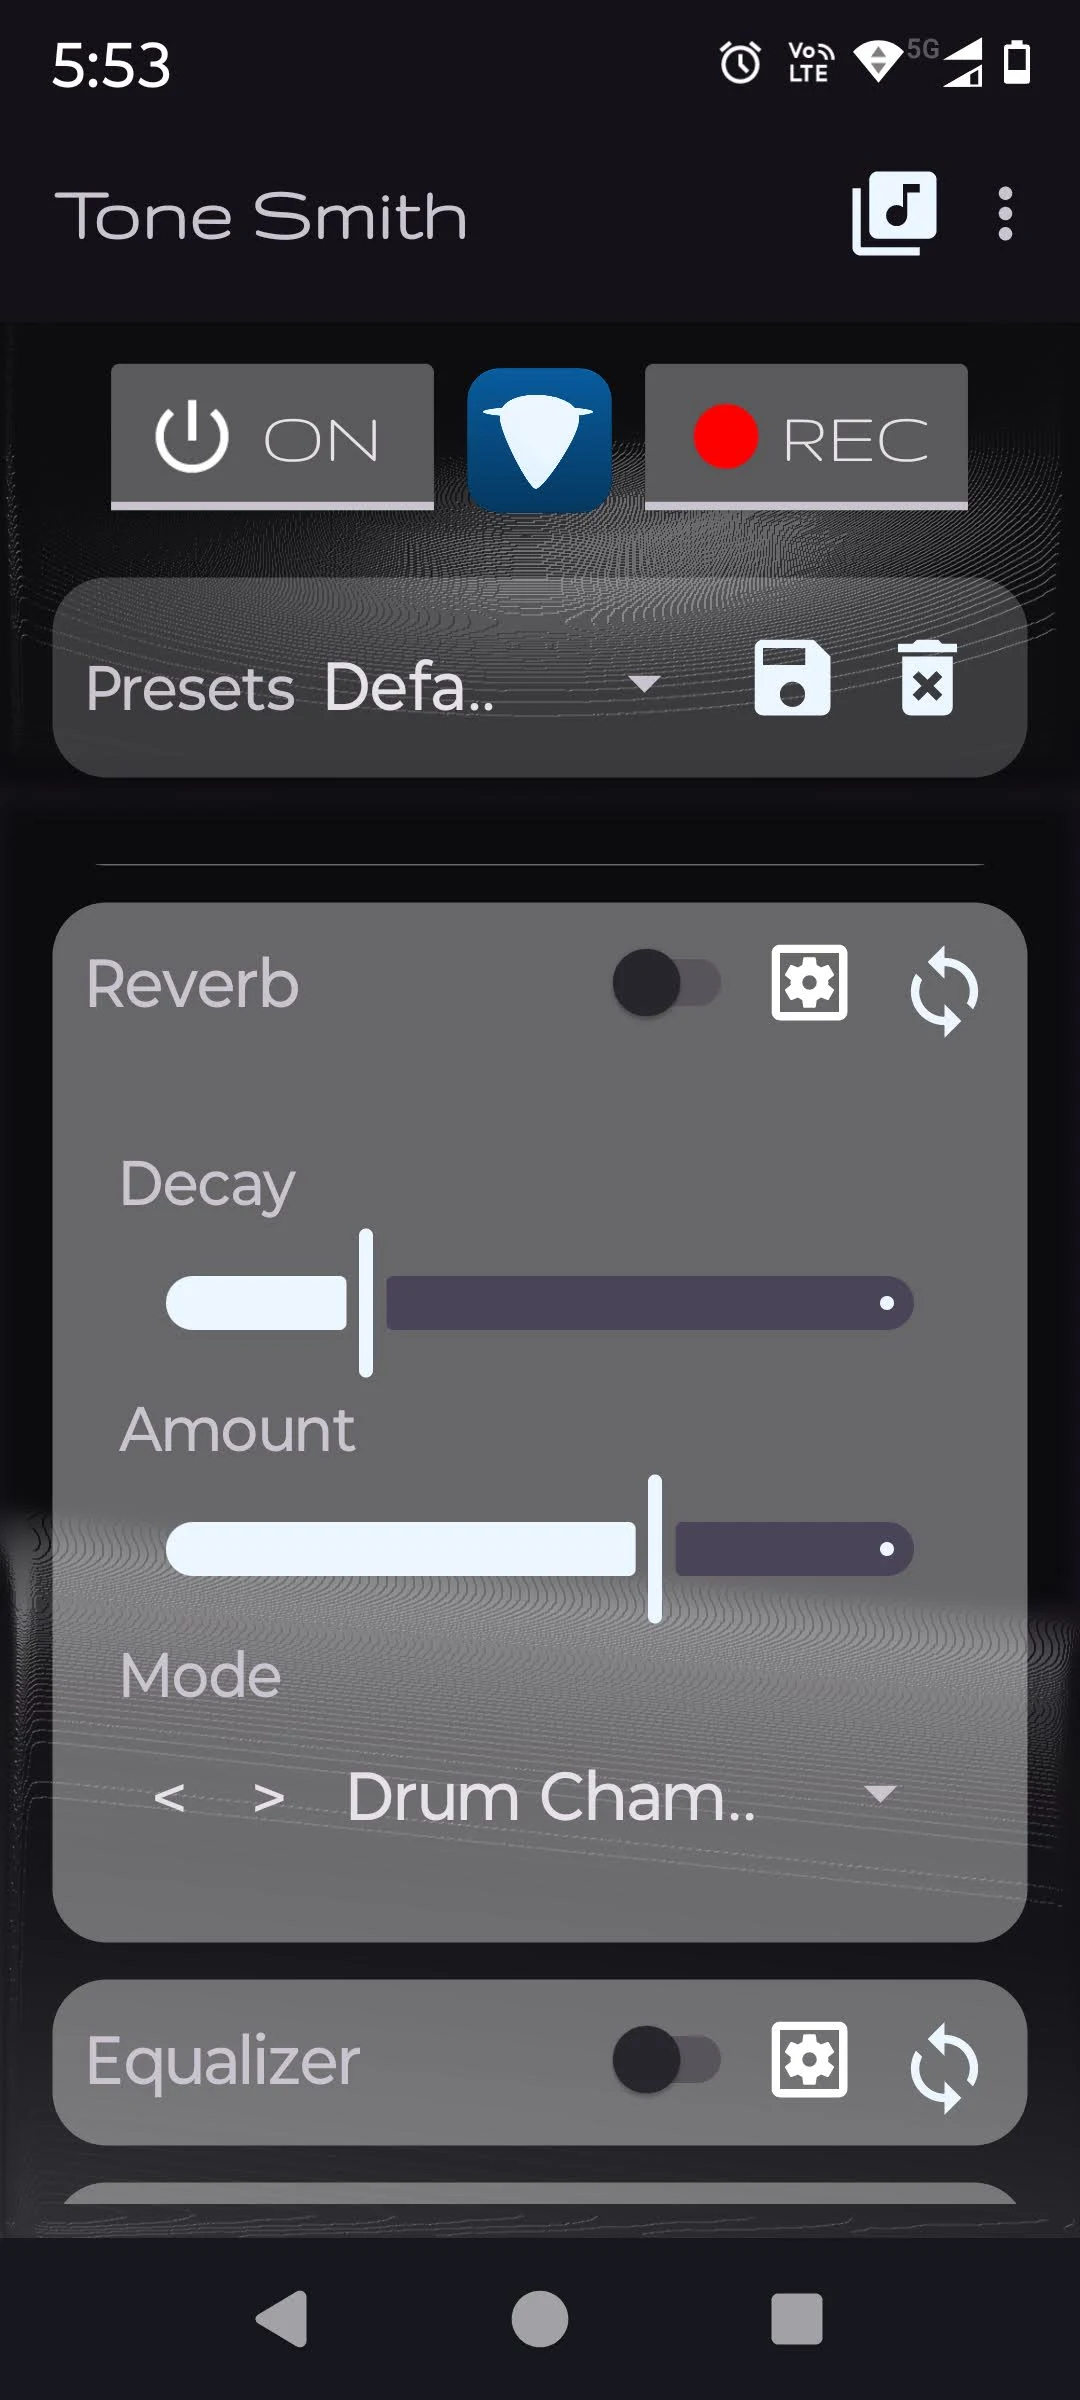 5:53
Vo LTE 5G
Tone Smith
ON
REC
Presets Defa..
Reverb
Decay
Amount
Mode
< > Drum Cham..
Equalizer